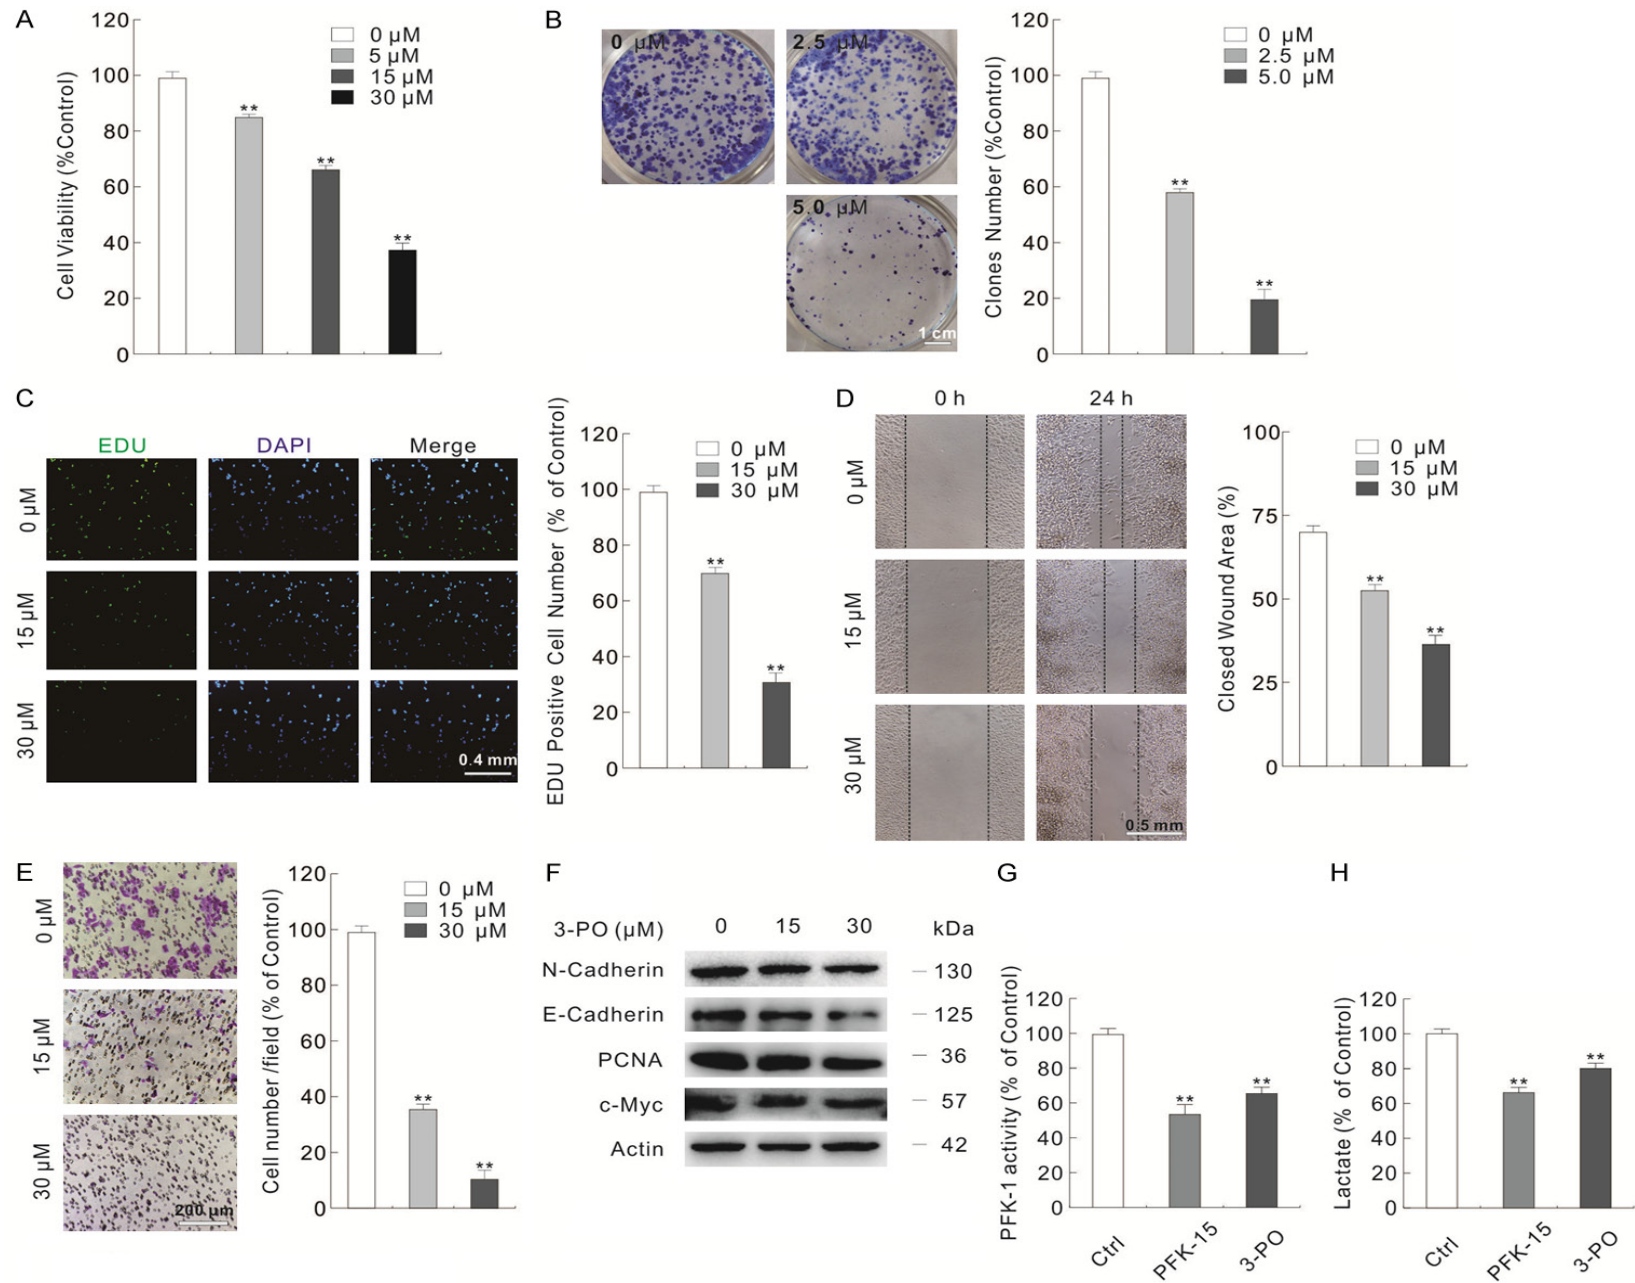 A
120
100
80
60
40
20
0
Cell Viability (%Control)
0 μM
5 μM
15 μM
30 μM
**
**
**
B
0 μM
2.5 μM
5.0 μM
1 cm
120
100
80
60
40
20
0
Clones Number (%Control)
0 μM
2.5 μM
5.0 μM
**
**
C
EDU DAPI Merge
0 μM
15 μM
30 μM
0.4 mm
120
100
80
60
40
20
0
EDU Positive Cell Number (% of Control)
0 μM
15 μM
30 μM
**
**
D
0 h 24 h
0 μM
15 μM
30 μM
0.5 mm
100
75
50
25
0
Closed Wound Area (%)
0 μM
15 μM
30 μM
**
**
E
0 μM
15 μM
30 μM
200 μm
120
100
80
60
40
20
0
Cell number /field (% of Control)
0 μM
15 μM
30 μM
**
**
F
3-PO (μM) 0 15 30 kDa
N-Cadherin 130
E-Cadherin 125
PCNA 36
c-Myc 57
Actin 42
G
120
100
80
60
40
20
0
PFK-1 activity (% of Control)
**
**
Ctrl PFK-15 3-PO
H
120
100
80
60
40
20
0
Lactate (% of Control)
**
**
Ctrl PFK-15 3-PO